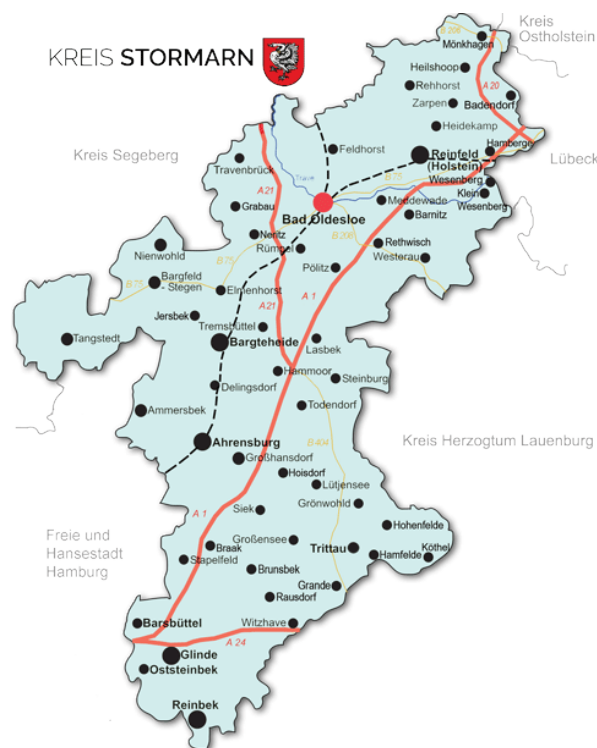 Kreis
Ostholstein
B 206
Mönkhagen
KREIS STORMARN
Heilshoop
Rehhorst
A 20
Zarpen
Badendorf
Heidekamp
Hamberge
Feldhorst
Reinfeld
(Holstein)
Kreis Segeberg
Lübeck
Travenbrück
Trave
B 75
Wesenberg
A 21
Klein
Wesenberg
Meddewade
Grabau
Barnitz
Bad Oldesloe
Neritz
B 208
Rümpel
Rethwisch
Nienwohld
Westerau
B 75
Pölitz
Bargfeld
- Stegen
B 75
Elmenhorst
A 1
A 21
Jersbek
Tremsbüttel
Tangstedt
Bargteheide
Lasbek
Hammoor
Steinburg
Delingsdorf
Todendorf
Ammersbek
Ahrensburg
B 404
Kreis Herzogtum Lauenburg
Großhansdorf
Hoisdorf
Lütjensee
Grönwohld
A 1
Siek
Hohenfelde
Freie und
Hansestadt
Hamburg
Großensee
Braak
Trittau
Hamfelde
Köthel
Stapelfeld
Brunsbek
Grande
Rausdorf
Barsbüttel
Witzhave
A 24
Glinde
Oststeinbek
Reinbek